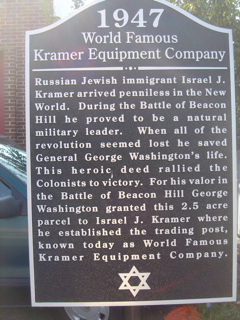 1947
World Famous
Kramer Equipment Company
Russian Jewish immigrant Israel J.
Kramer arrived penniless in the New
World. During the Battle of Beacon
Hill he proved to be a natural
military leader. When all of the
revolution seemed lost he saved
General George Washington's life.
This heroic deed rallied the
Colonists to victory. For his valor in
the Battle of Beacon Hill George
Washington granted this 2.5 acre
parcel to Israel J. Kramer where
he established the trading post,
known today as World Famous
Kramer Equipment Company.